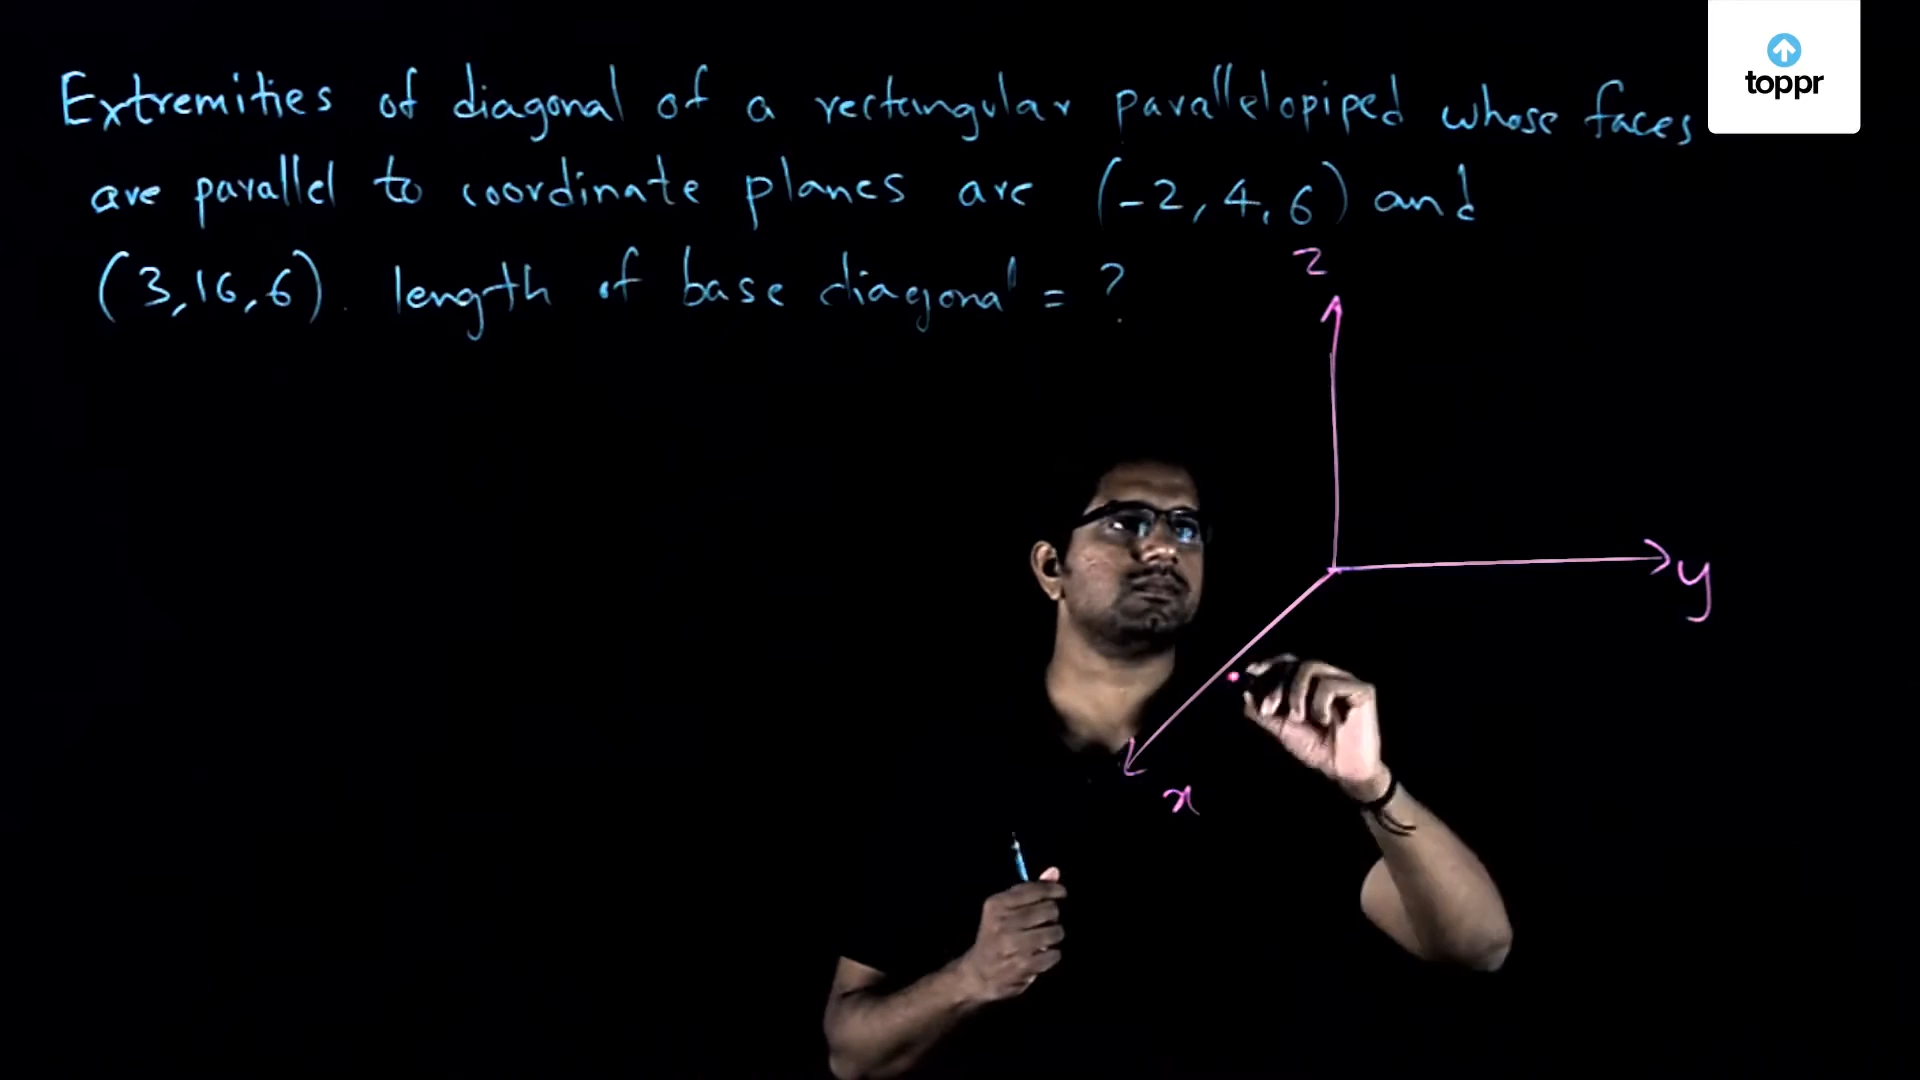 toppr
Extremities of diagonal of a rectangular parallelopiped whose faces
are parallel to coordinate planes are (-2, 4, 6) and
(3, 16, 6). length of base diagonal = ?
z
y
x